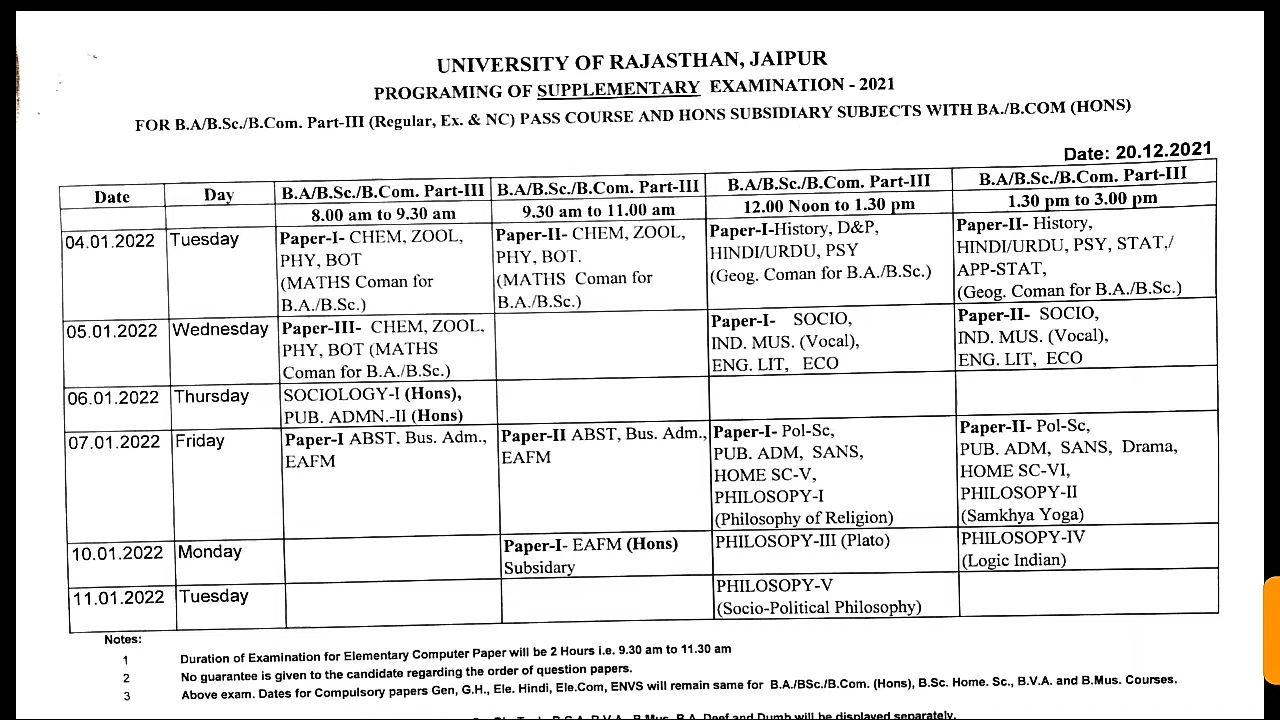 UNIVERSITY OF RAJASTHAN, JAIPUR
PROGRAMING OF SUPPLEMENTARY EXAMINATION - 2021
FOR B.A/B.Sc./B.Com. Part-III (Regular, Ex. & NC) PASS COURSE AND HONS SUBSIDIARY SUBJECTS WITH BA./B.COM (HONS)
Date: 20.12.2021
Date
Day
B.A/B.Sc./B.Com. Part-III
B.A/B.Sc./B.Com. Part-III
B.A/B.Sc./B.Com. Part-III
B.A/B.Sc./B.Com. Part-III
8.00 am to 9.30 am
9.30 am to 11.00 am
12.00 Noon to 1.30 pm
1.30 pm to 3.00 pm
04.01.2022
Tuesday
Paper-I- CHEM, ZOOL,
PHY, BOT
(MATHS Coman for
B.A./B.Sc.)
Paper-II- CHEM, ZOOL,
PHY, BOT.
(MATHS Coman for
B.A./B.Sc.)
Paper-I-History, D&P,
HINDI/URDU, PSY
(Geog. Coman for B.A./B.Sc.)
Paper-II- History,
HINDI/URDU, PSY, STAT./
APP-STAT,
(Geog. Coman for B.A./B.Sc.)
05.01.2022
Wednesday
Paper-III- CHEM, ZOOL,
PHY, BOT (MATHS
Coman for B.A./B.Sc.)
Paper-I- SOCIO,
IND. MUS. (Vocal),
ENG. LIT, ECO
Paper-II- SOCIO,
IND. MUS. (Vocal),
ENG. LIT, ECO
06.01.2022
Thursday
SOCIOLOGY-I (Hons),
PUB. ADMN.-II (Hons)
07.01.2022
Friday
Paper-I ABST, Bus. Adm.,
EAFM
Paper-II ABST, Bus. Adm.,
EAFM
Paper-I- Pol-Sc,
PUB. ADM, SANS,
HOME SC-V,
PHILOSOPY-I
(Philosophy of Religion)
Paper-II- Pol-Sc,
PUB. ADM, SANS, Drama,
HOME SC-VI,
PHILOSOPY-II
(Samkhya Yoga)
10.01.2022
Monday
Paper-I- EAFM (Hons)
Subsidary
PHILOSOPY-III (Plato)
PHILOSOPY-IV
(Logic Indian)
11.01.2022
Tuesday
PHILOSOPY-V
(Socio-Political Philosophy)
Notes:
1 Duration of Examination for Elementary Computer Paper will be 2 Hours i.e. 9.30 am to 11.30 am
2 No guarantee is given to the candidate regarding the order of question papers.
3 Above exam. Dates for Compulsory papers Gen, G.H., Ele. Hindi, Ele.Com, ENVS will remain same for B.A./BSc./B.Com. (Hons), B.Sc. Home. Sc., B.V.A. and B.Mus. Courses.
B.V.A. B.Mus. B.A. Deef and Dumb will be displayed separately.